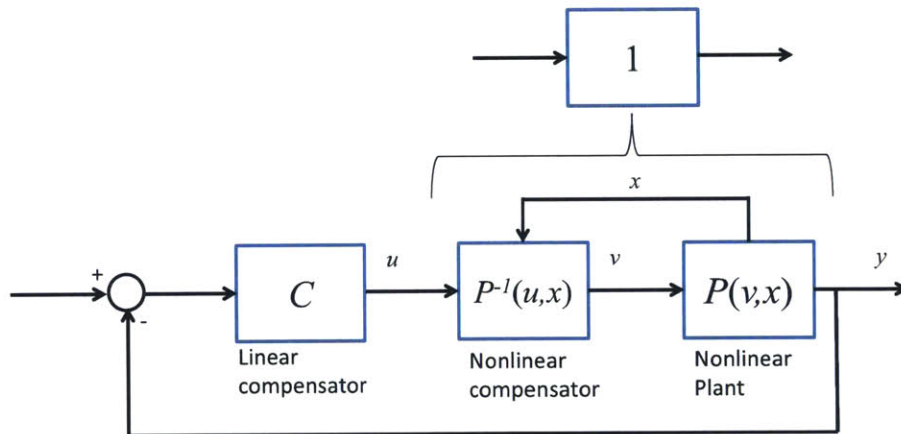 1
x
+
-
C
u
P⁻¹(u,x)
v
P(v,x)
y
Linear
compensator
Nonlinear
compensator
Nonlinear
Plant